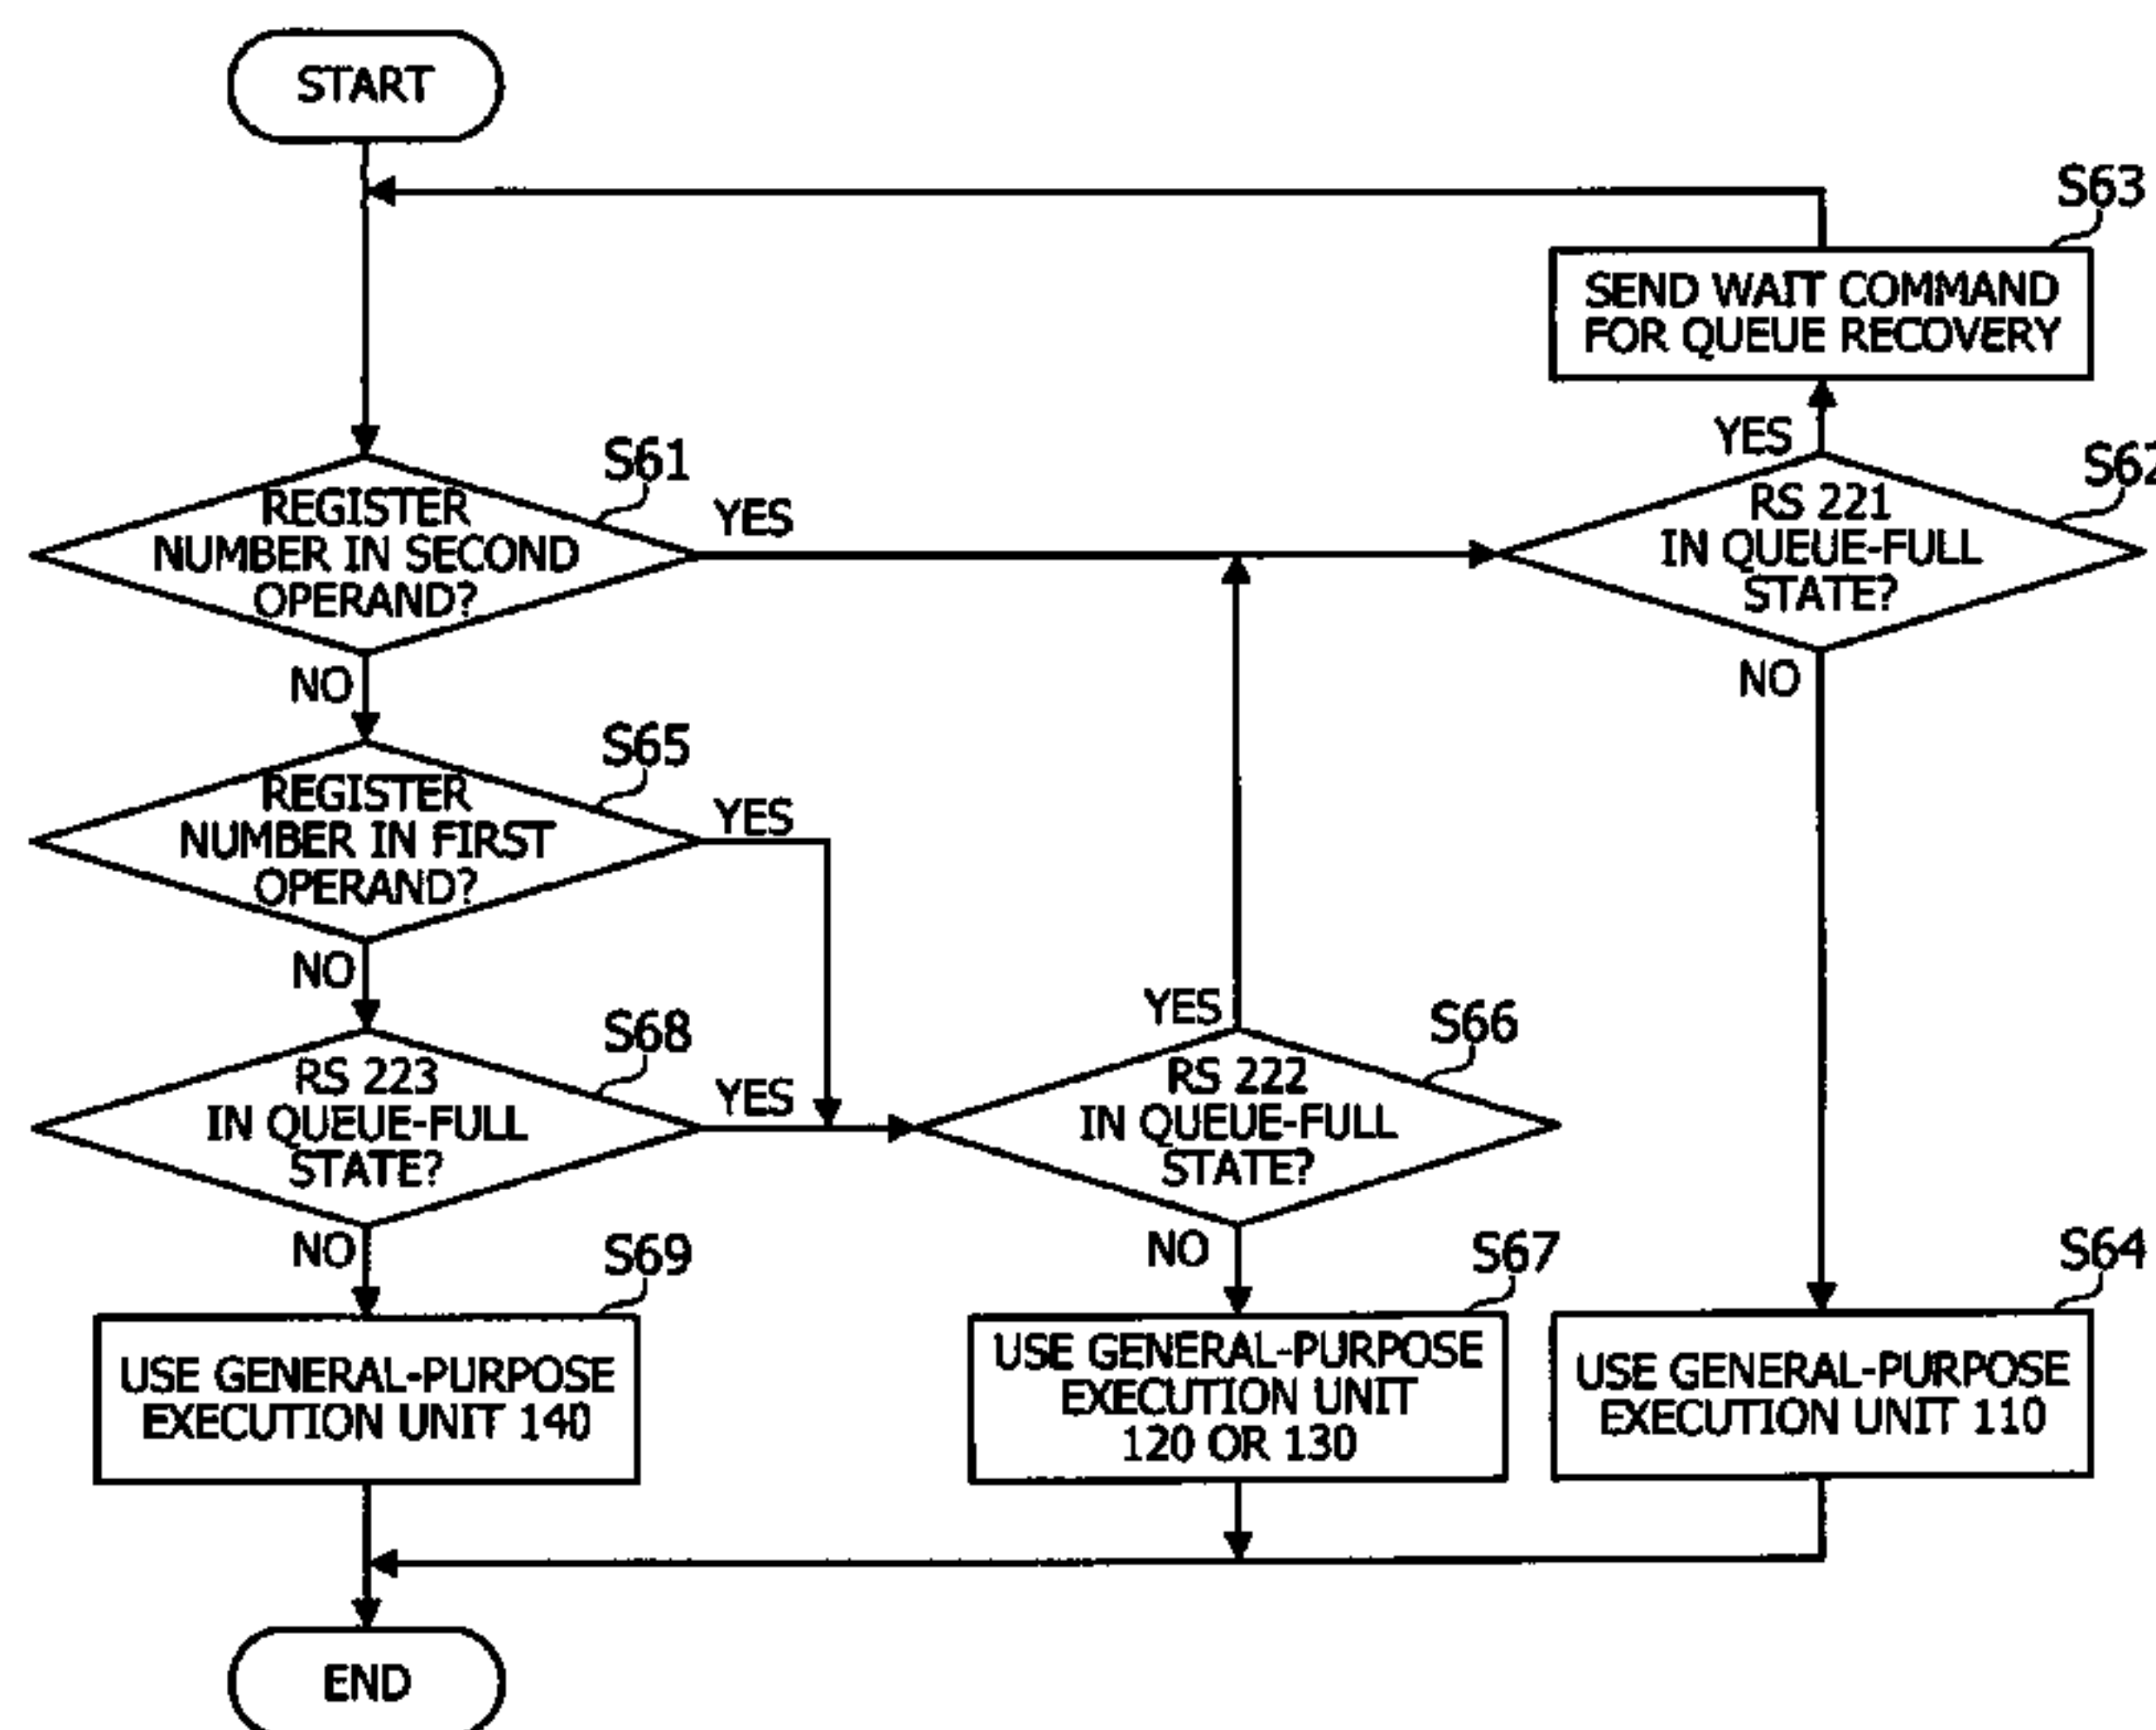 START
S63
SEND WAIT COMMAND
FOR QUEUE RECOVERY
S61
YES
YES
S62
REGISTER
NUMBER IN SECOND
OPERAND?
RS 221
IN QUEUE-FULL
STATE?
NO
NO
S65
REGISTER
NUMBER IN FIRST
OPERAND?
YES
NO
S68
YES
S66
RS 223
IN QUEUE-FULL
STATE?
YES
RS 222
IN QUEUE-FULL
STATE?
NO
S69
NO
S67
S64
USE GENERAL-PURPOSE
EXECUTION UNIT 140
USE GENERAL-PURPOSE
EXECUTION UNIT
120 OR 130
USE GENERAL-PURPOSE
EXECUTION UNIT 110
END